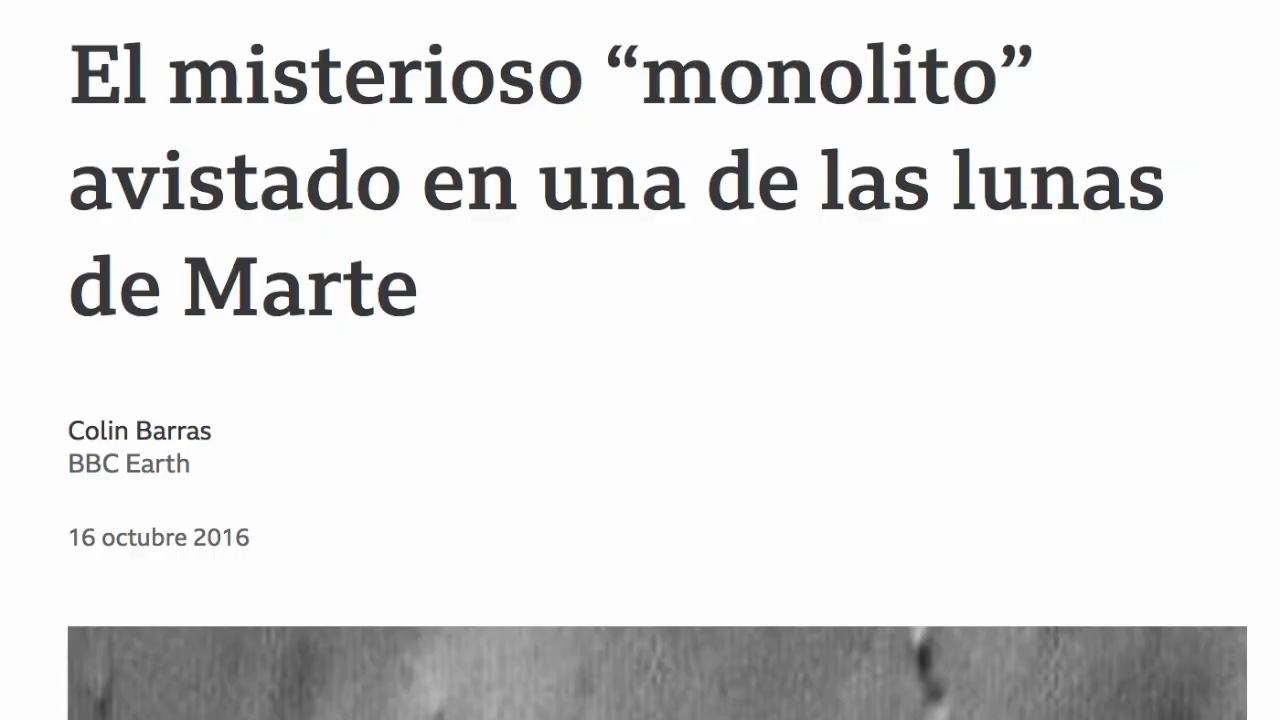 El misterioso “monolito”
avistado en una de las lunas
de Marte
Colin Barras
BBC Earth
16 octubre 2016